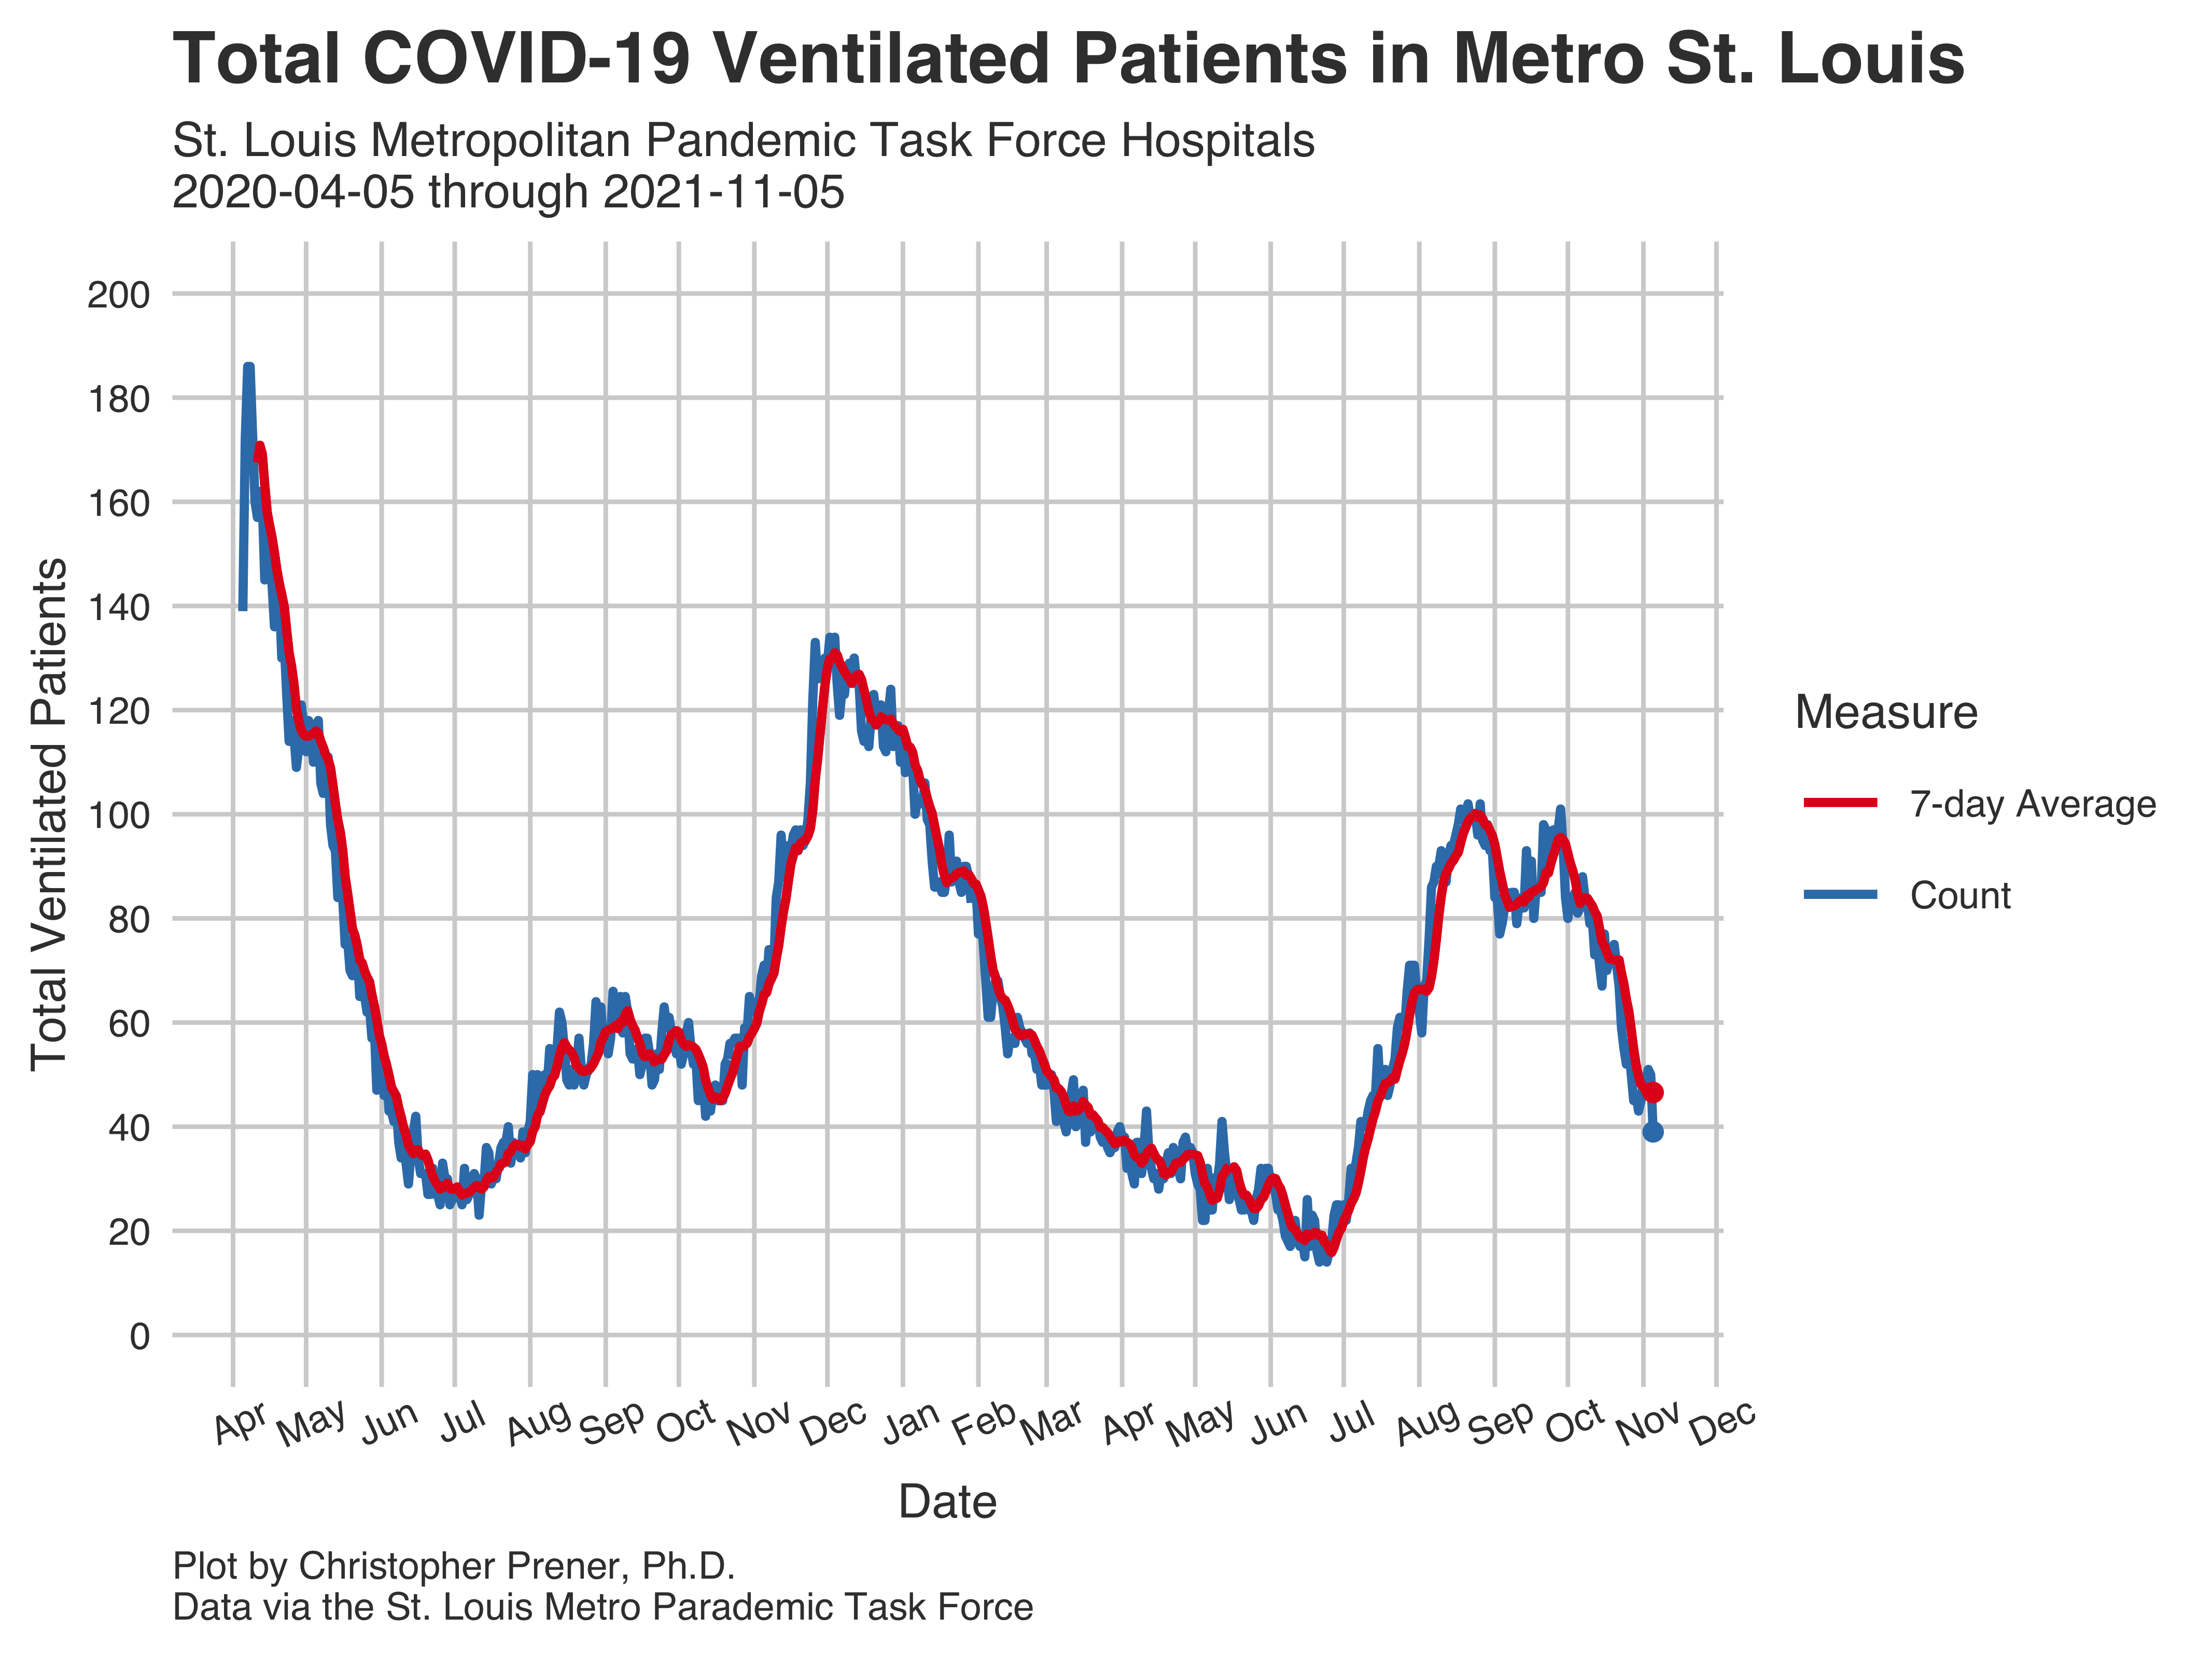 Total COVID-19 Ventilated Patients in Metro St. Louis
St. Louis Metropolitan Pandemic Task Force Hospitals
2020-04-05 through 2021-11-05
200
180
160
140
120
100
80
60
40
20
0
Total Ventilated Patients
Apr May Jun Jul Aug Sep Oct Nov Dec Jan Feb Mar Apr May Jun Jul Aug Sep Oct Nov Dec
Date
Measure
7-day Average
Count
Plot by Christopher Prener, Ph.D.
Data via the St. Louis Metro Parademic Task Force